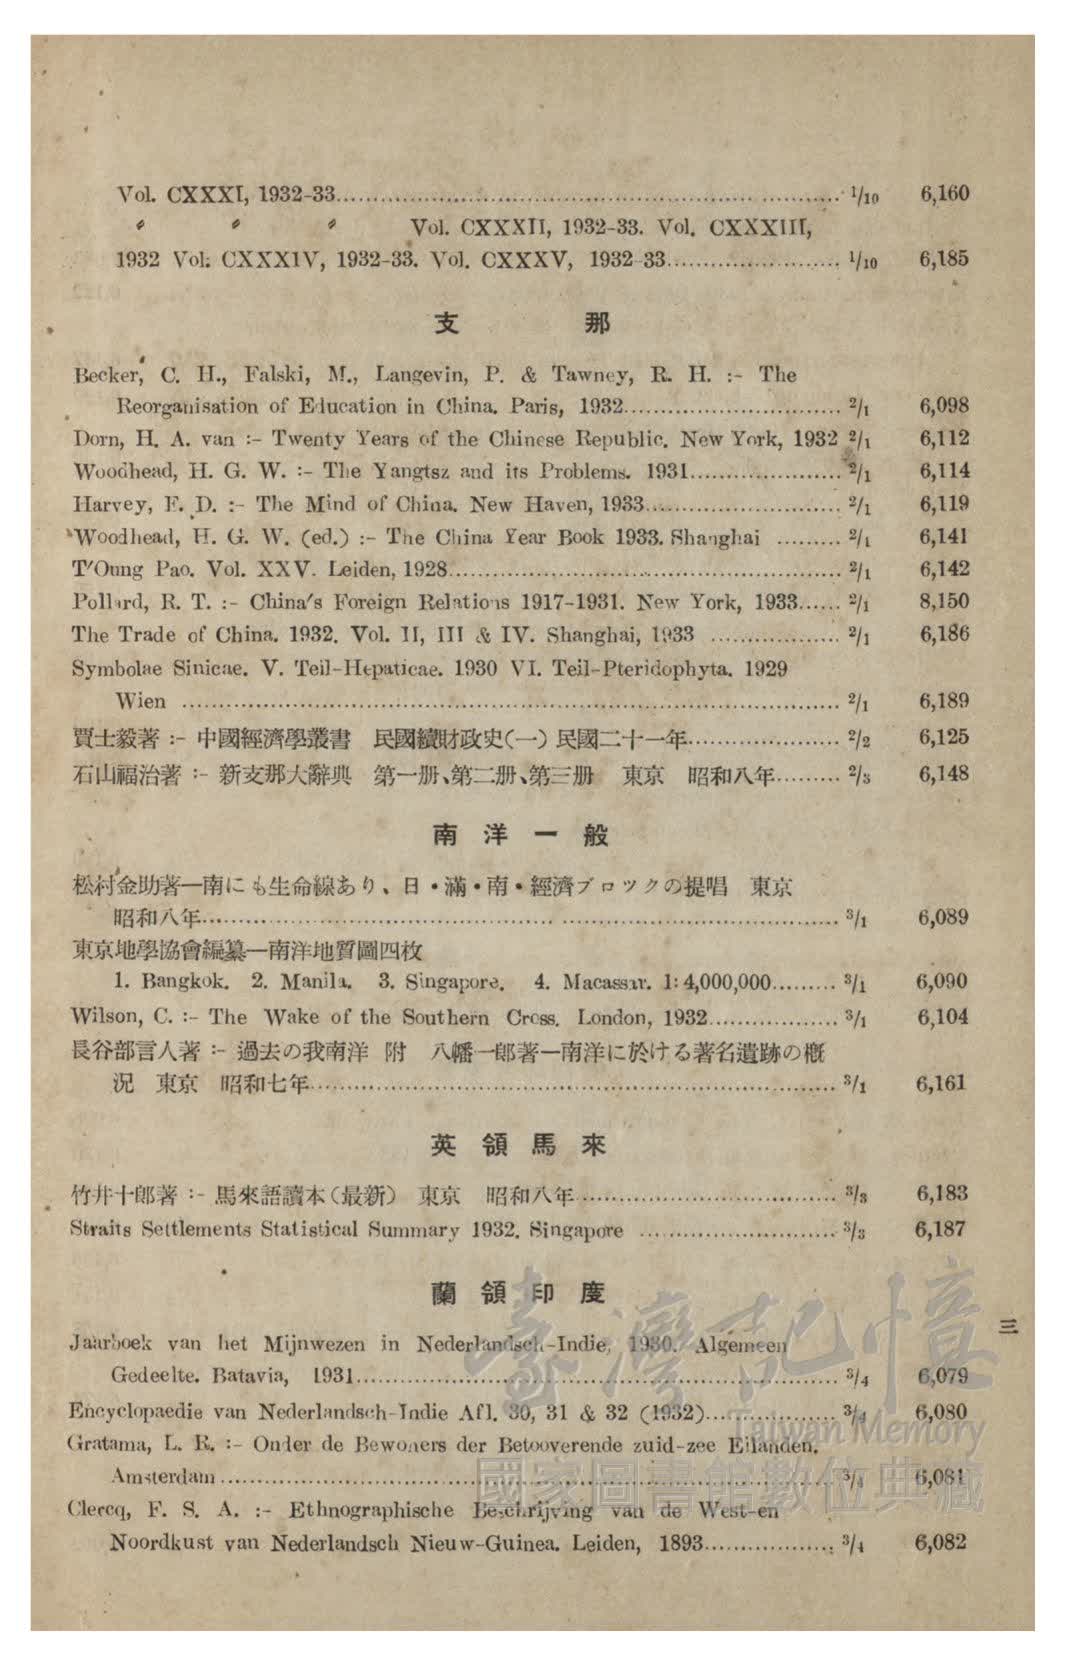 Vol. CXXXI, 1932-33........................ 1/10 6,160
〃 〃 〃 Vol. CXXXII, 1932-33. Vol. CXXXIII,
1932 Vol. CXXXIV, 1932-33. Vol. CXXXV, 1932-33........................ 1/10 6,185
支那
Becker, C. H., Falski, M., Langevin, P. & Tawney, R. H. :- The
Reorganisation of Education in China. Paris, 1932........................ 2/1 6,098
Dorn, H. A. van :- Twenty Years of the Chinese Republic. New York, 1932 2/1 6,112
Woodhead, H. G. W. :- The Yangtsz and its Problems. 1931........................ 2/1 6,114
Harvey, E. D. :- The Mind of China. New Haven, 1933........................ 2/1 6,119
Woodhead, H. G. W. (ed.) :- The China Year Book 1933. Shanghai ......... 2/1 6,141
T'Oung Pao. Vol. XXV. Leiden, 1928........................ 2/1 6,142
Pollard, R. T. :- China's Foreign Relations 1917-1931. New York, 1933...... 2/1 8,150
The Trade of China. 1932. Vol. II, III & IV. Shanghai, 1933 .................. 2/1 6,186
Symbolae Sinicae. V. Teil-Hepaticae. 1930 VI. Teil-Pteridophyta. 1929
Wien ........................ 2/1 6,189
賈士毅著 :- 中國經濟學叢書 民國續財政史(一) 民國二十一年..................... 2/2 6,125
石山福治著 :- 新支那大辭典 第一册、第二册、第三册 東京 昭和八年......... 2/3 6,148
南洋一般
松村金助著—南にも生命線あり、日・滿・南・經濟ブロックの提唱 東京
昭和八年........................ 3/1 6,089
東京地學協會編纂—南洋地質圖四枚
1. Bangkok. 2. Manila. 3. Singapore. 4. Macassar. 1:4,000,000......... 3/1 6,090
Wilson, C. :- The Wake of the Southern Cross. London, 1932.................. 3/1 6,104
長谷部言人著 :- 過去の我南洋 附 八幡一郎著—南洋に於ける著名遺跡の槪
況 東京 昭和七年........................ 3/1 6,161
英領馬來
竹井十郎著 :- 馬來語讀本(最新) 東京 昭和八年........................ 3/3 6,183
Straits Settlements Statistical Summary 1932. Singapore ........................ 3/3 6,187
蘭領印度
Jaarboek van het Mijnwezen in Nederlandsch-Indie, 1930. Algemeen
Gedeelte. Batavia, 1931........................ 3/4 6,079
Encyclopaedie van Nederlandsch-Indie Afl. 30, 31 & 32 (1932).................. 3/4 6,080
Gratama, L. R. :- Onder de Bewoners der Betooverende zuid-zee Eilanden.
Amsterdam ........................ 3/4 6,081
Clercq, F. S. A. :- Ethnographische Beschrijving van de West-en
Noordkust van Nederlandsch Nieuw-Guinea. Leiden, 1893.................. 3/4 6,082
三
臺灣記憶
Taiwan Memory
國家圖書館數位典藏